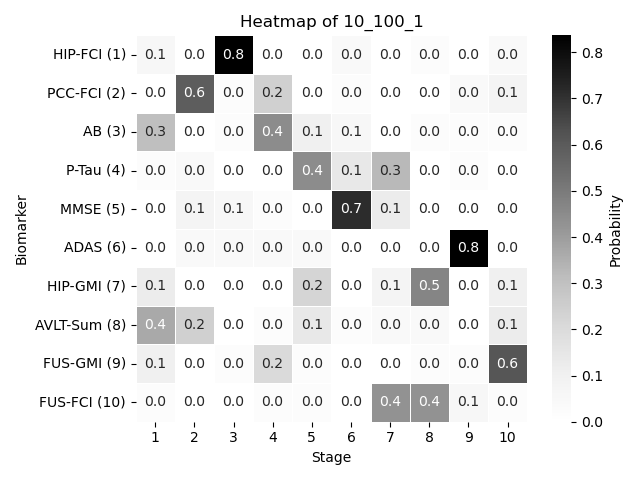 Heatmap of 10_100_1
HIP-FCI (1) 0.1 0.0 0.8 0.0 0.0 0.0 0.0 0.0 0.0 0.0
PCC-FCI (2) 0.0 0.6 0.0 0.2 0.0 0.0 0.0 0.0 0.0 0.1
AB (3) 0.3 0.0 0.0 0.4 0.1 0.1 0.0 0.0 0.0 0.0
P-Tau (4) 0.0 0.0 0.0 0.0 0.4 0.1 0.3 0.0 0.0 0.0
MMSE (5) 0.0 0.1 0.1 0.0 0.0 0.7 0.1 0.0 0.0 0.0
ADAS (6) 0.0 0.0 0.0 0.0 0.0 0.0 0.0 0.0 0.8 0.0
HIP-GMI (7) 0.1 0.0 0.0 0.0 0.2 0.0 0.1 0.5 0.0 0.1
AVLT-Sum (8) 0.4 0.2 0.0 0.0 0.1 0.0 0.0 0.0 0.0 0.1
FUS-GMI (9) 0.1 0.0 0.0 0.2 0.0 0.0 0.0 0.0 0.0 0.6
FUS-FCI (10) 0.0 0.0 0.0 0.0 0.0 0.0 0.4 0.4 0.1 0.0
1 2 3 4 5 6 7 8 9 10
Stage
Biomarker
0.8
0.7
0.6
0.5
0.4
0.3
0.2
0.1
0.0
Probability